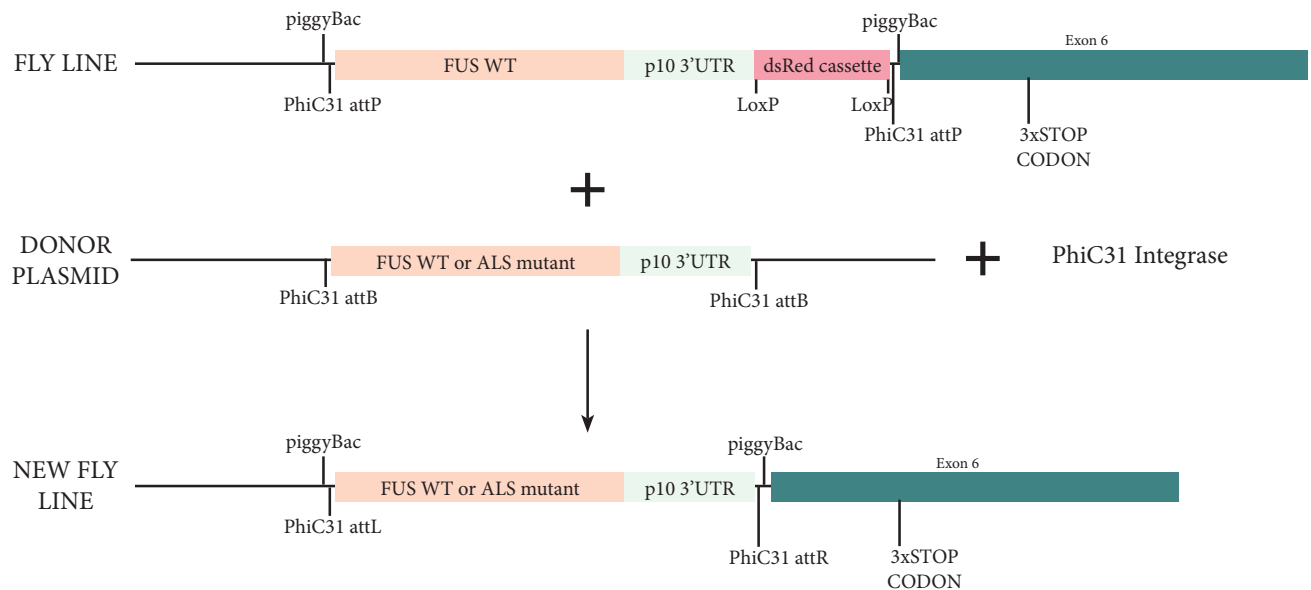 piggyBac
piggyBac
Exon 6
FLY LINE
FUS WT
p10 3'UTR
dsRed cassette
PhiC31 attP
LoxP
LoxP
PhiC31 attP
3xSTOP
CODON
+
DONOR
PLASMID
FUS WT or ALS mutant
p10 3'UTR
+
PhiC31 Integrase
PhiC31 attB
PhiC31 attB
piggyBac
piggyBac
Exon 6
NEW FLY
LINE
FUS WT or ALS mutant
p10 3'UTR
PhiC31 attL
PhiC31 attR
3xSTOP
CODON